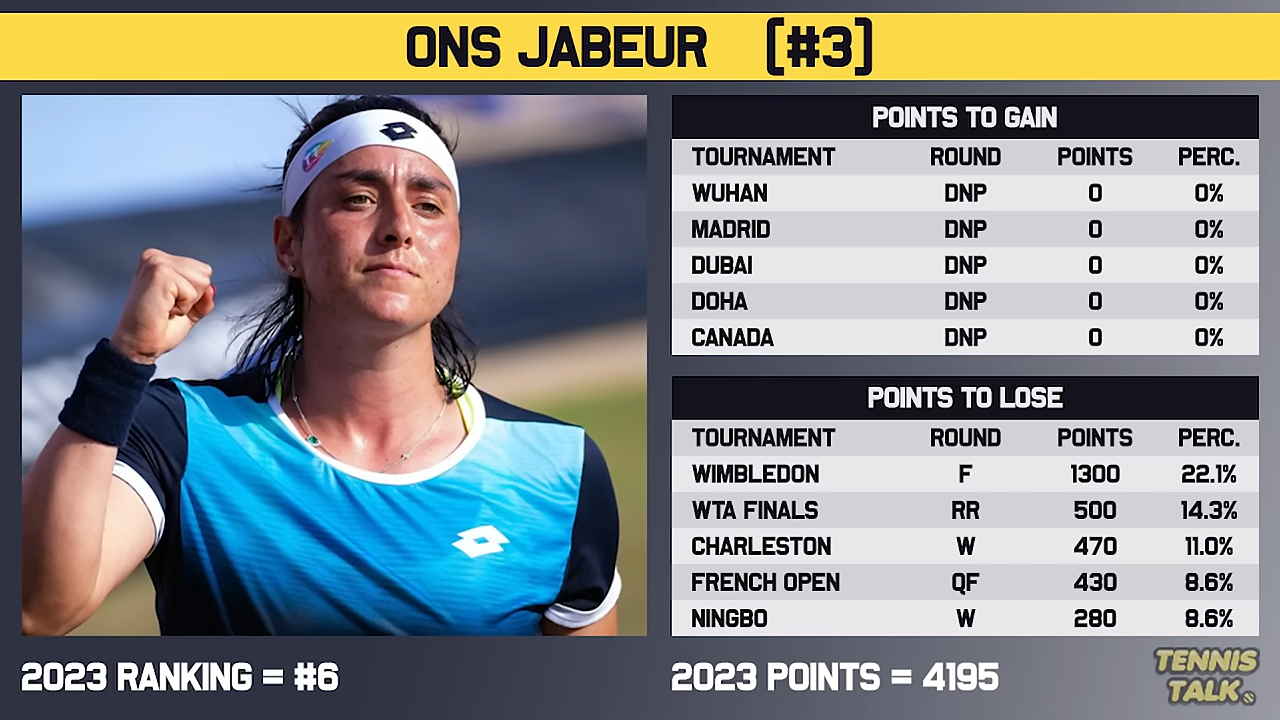 ONS JABEUR [#3]
POINTS TO GAIN
TOURNAMENT ROUND POINTS PERC.
WUHAN DNP 0 0%
MADRID DNP 0 0%
DUBAI DNP 0 0%
DOHA DNP 0 0%
CANADA DNP 0 0%
POINTS TO LOSE
TOURNAMENT ROUND POINTS PERC.
WIMBLEDON F 1300 22.1%
WTA FINALS RR 500 14.3%
CHARLESTON W 470 11.0%
FRENCH OPEN QF 430 8.6%
NINGBO W 280 8.6%
2023 RANKING = #6
2023 POINTS = 4195
TENNIS
TALK